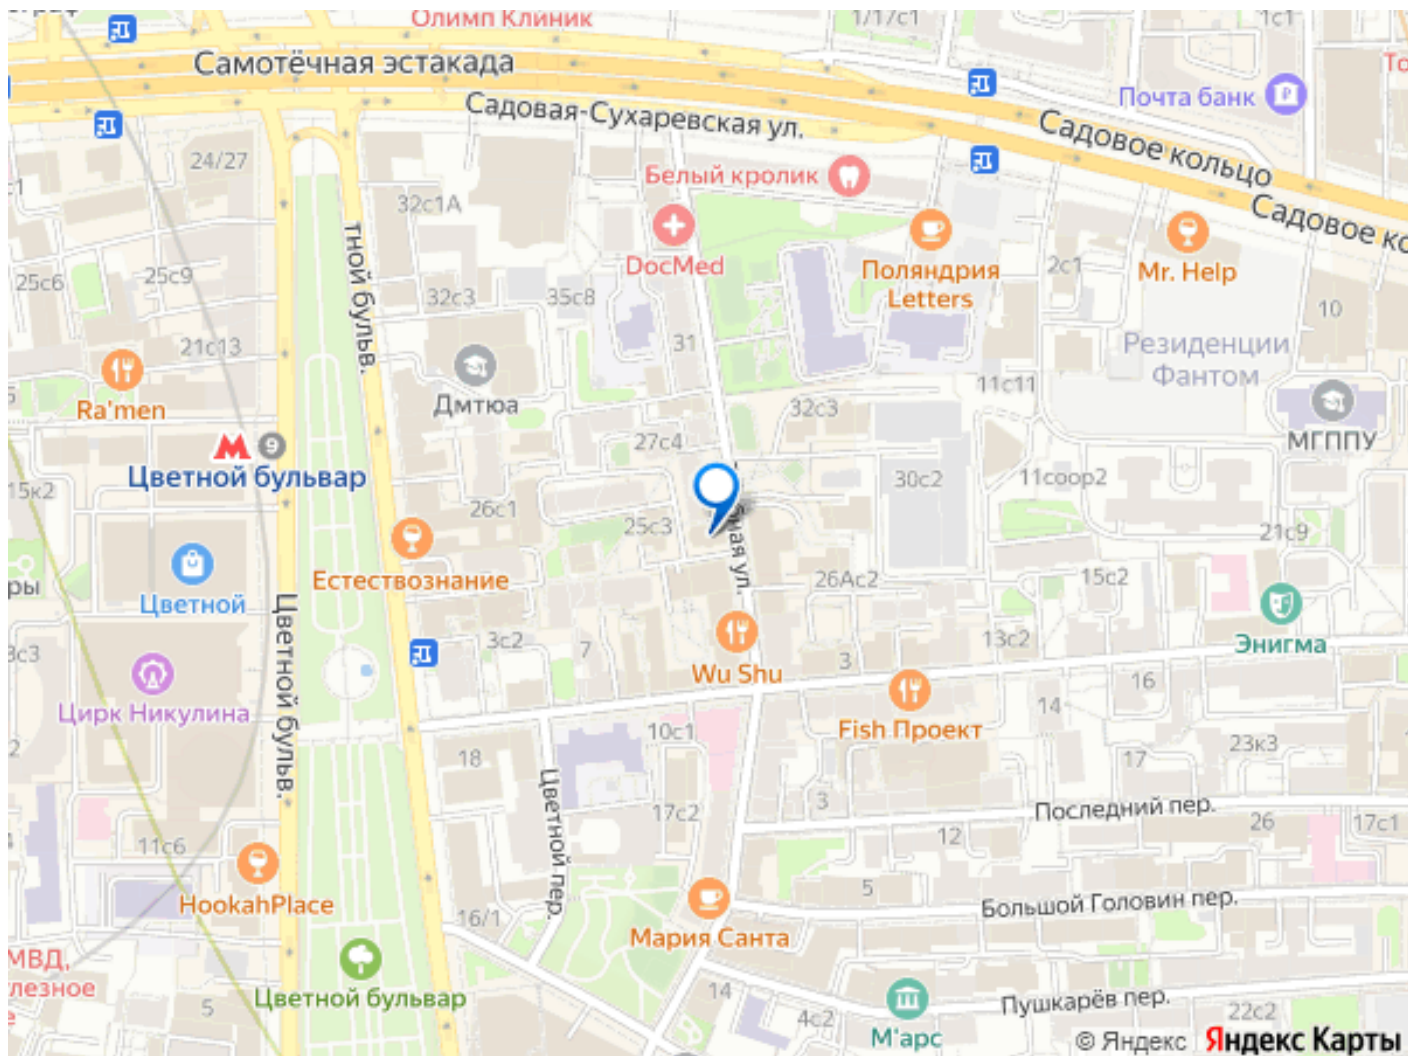 Олимп Клиник
1/17с1
1с1
Самотёчная эстакада
Садовая-Сухаревская ул.
Почта банк
То
Садовое кольцо
Садовое ко
24/27
Белый кролик
32с1А
тной бульв.
DocMed
Поляндрия
Letters
2с1
Mr. Help
25с6
25с9
32с3
35с8
10
21с13
31
Резиденции
Фантом
Ra'men
Дмтюа
11с11
32с3
МГППУ
27с4
9
Цветной бульвар
15к2
26с1
30с2
11соор2
25с3
21с9
ная ул.
Естествознание
26Ас2
15с2
ры
Цветной
Цветной бульв.
3с2
7
13с2
Энигма
3с3
Wu Shu
3
16
Цирк Никулина
14
Fish Проект
10с1
18
23к3
17
Цветной пер.
3
Последний пер.
17с2
12
26
17с1
11с6
5
HookahPlace
16/1
Большой Головин пер.
Мария Санта
МВД,
лезное
Цветной бульвар
5
14
4с2
М'арс
Пушкарёв пер.
22с2
© Яндекс Яндекс Карты